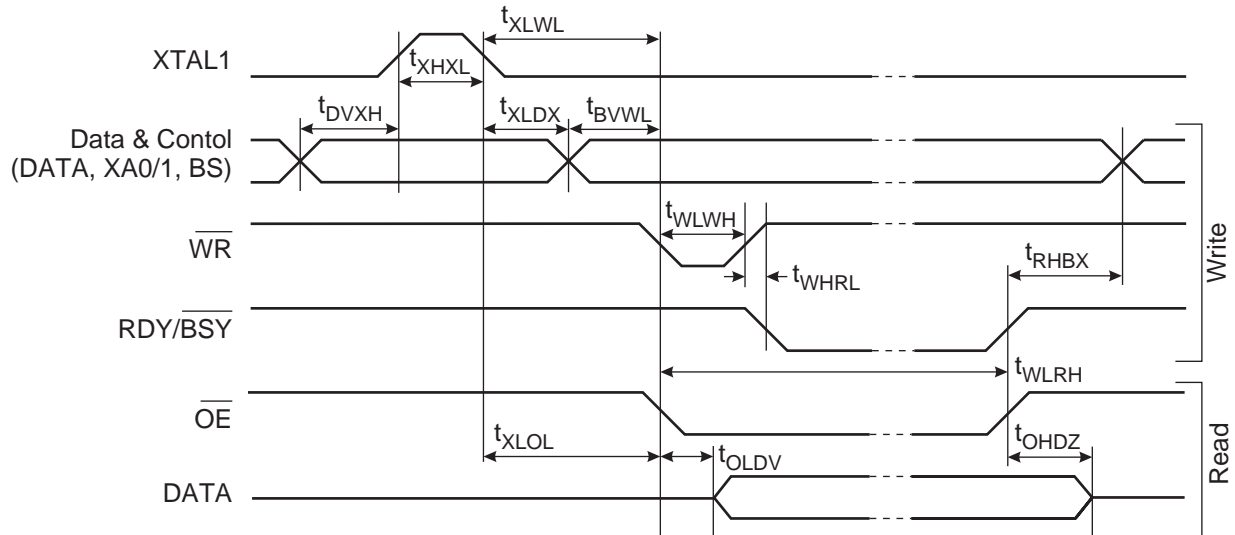 tXLWL
XTAL1
tXHXL
tDVXH
tXLDX
tBVWL
Data & Contol
(DATA, XA0/1, BS)
WR
tWLWH
tRHBX
tWHRL
Write
RDY/BSY
tWLRH
OE
tXLOL
tOLDV
tOHDZ
Read
DATA